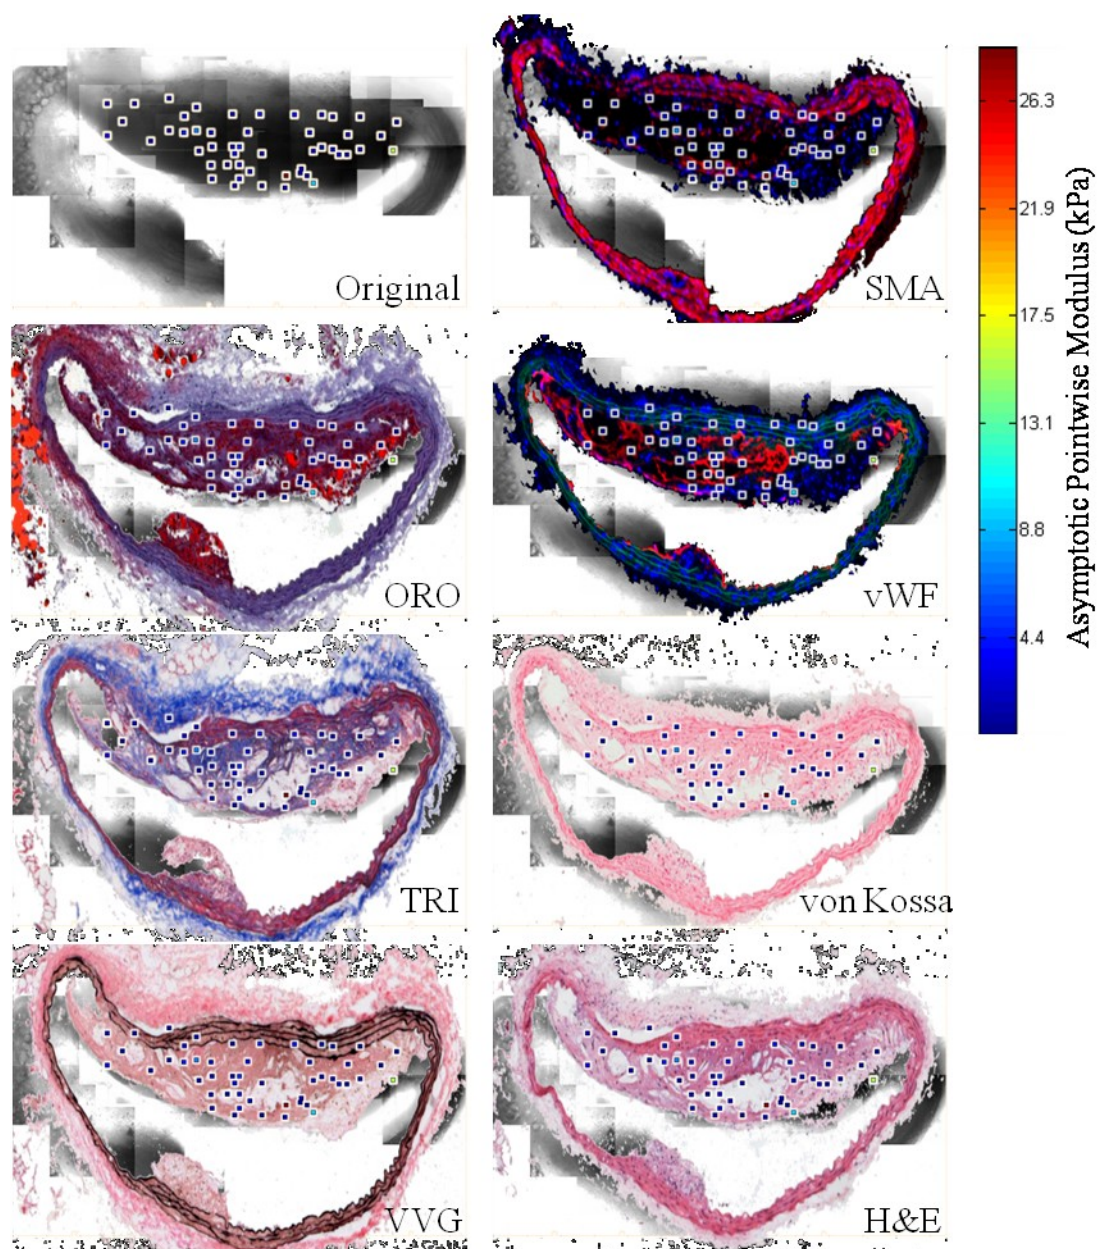 Original
SMA
ORO
vWF
TRI
von Kossa
VVG
H&E
26.3
21.9
17.5
13.1
8.8
4.4
Asymptotic Pointwise Modulus (kPa)